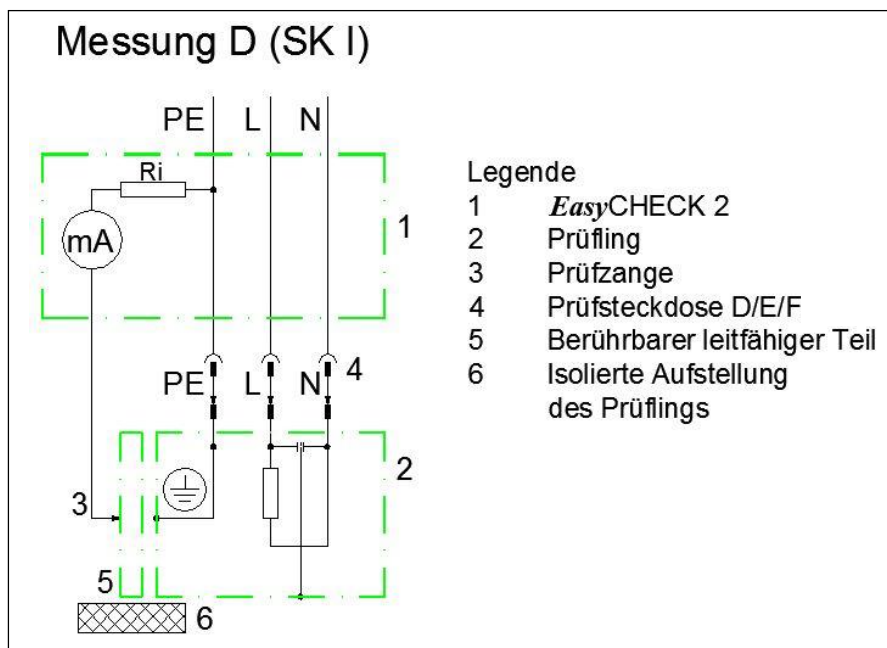 Messung D (SK I)
PE L N
Ri
mA
1
PE L N 4
2
3
5
6
Legende
1 EasyCHECK 2
2 Prüfling
3 Prüfzange
4 Prüfsteckdose D/E/F
5 Berührbarer leitfähiger Teil
6 Isolierte Aufstellung
des Prüflings